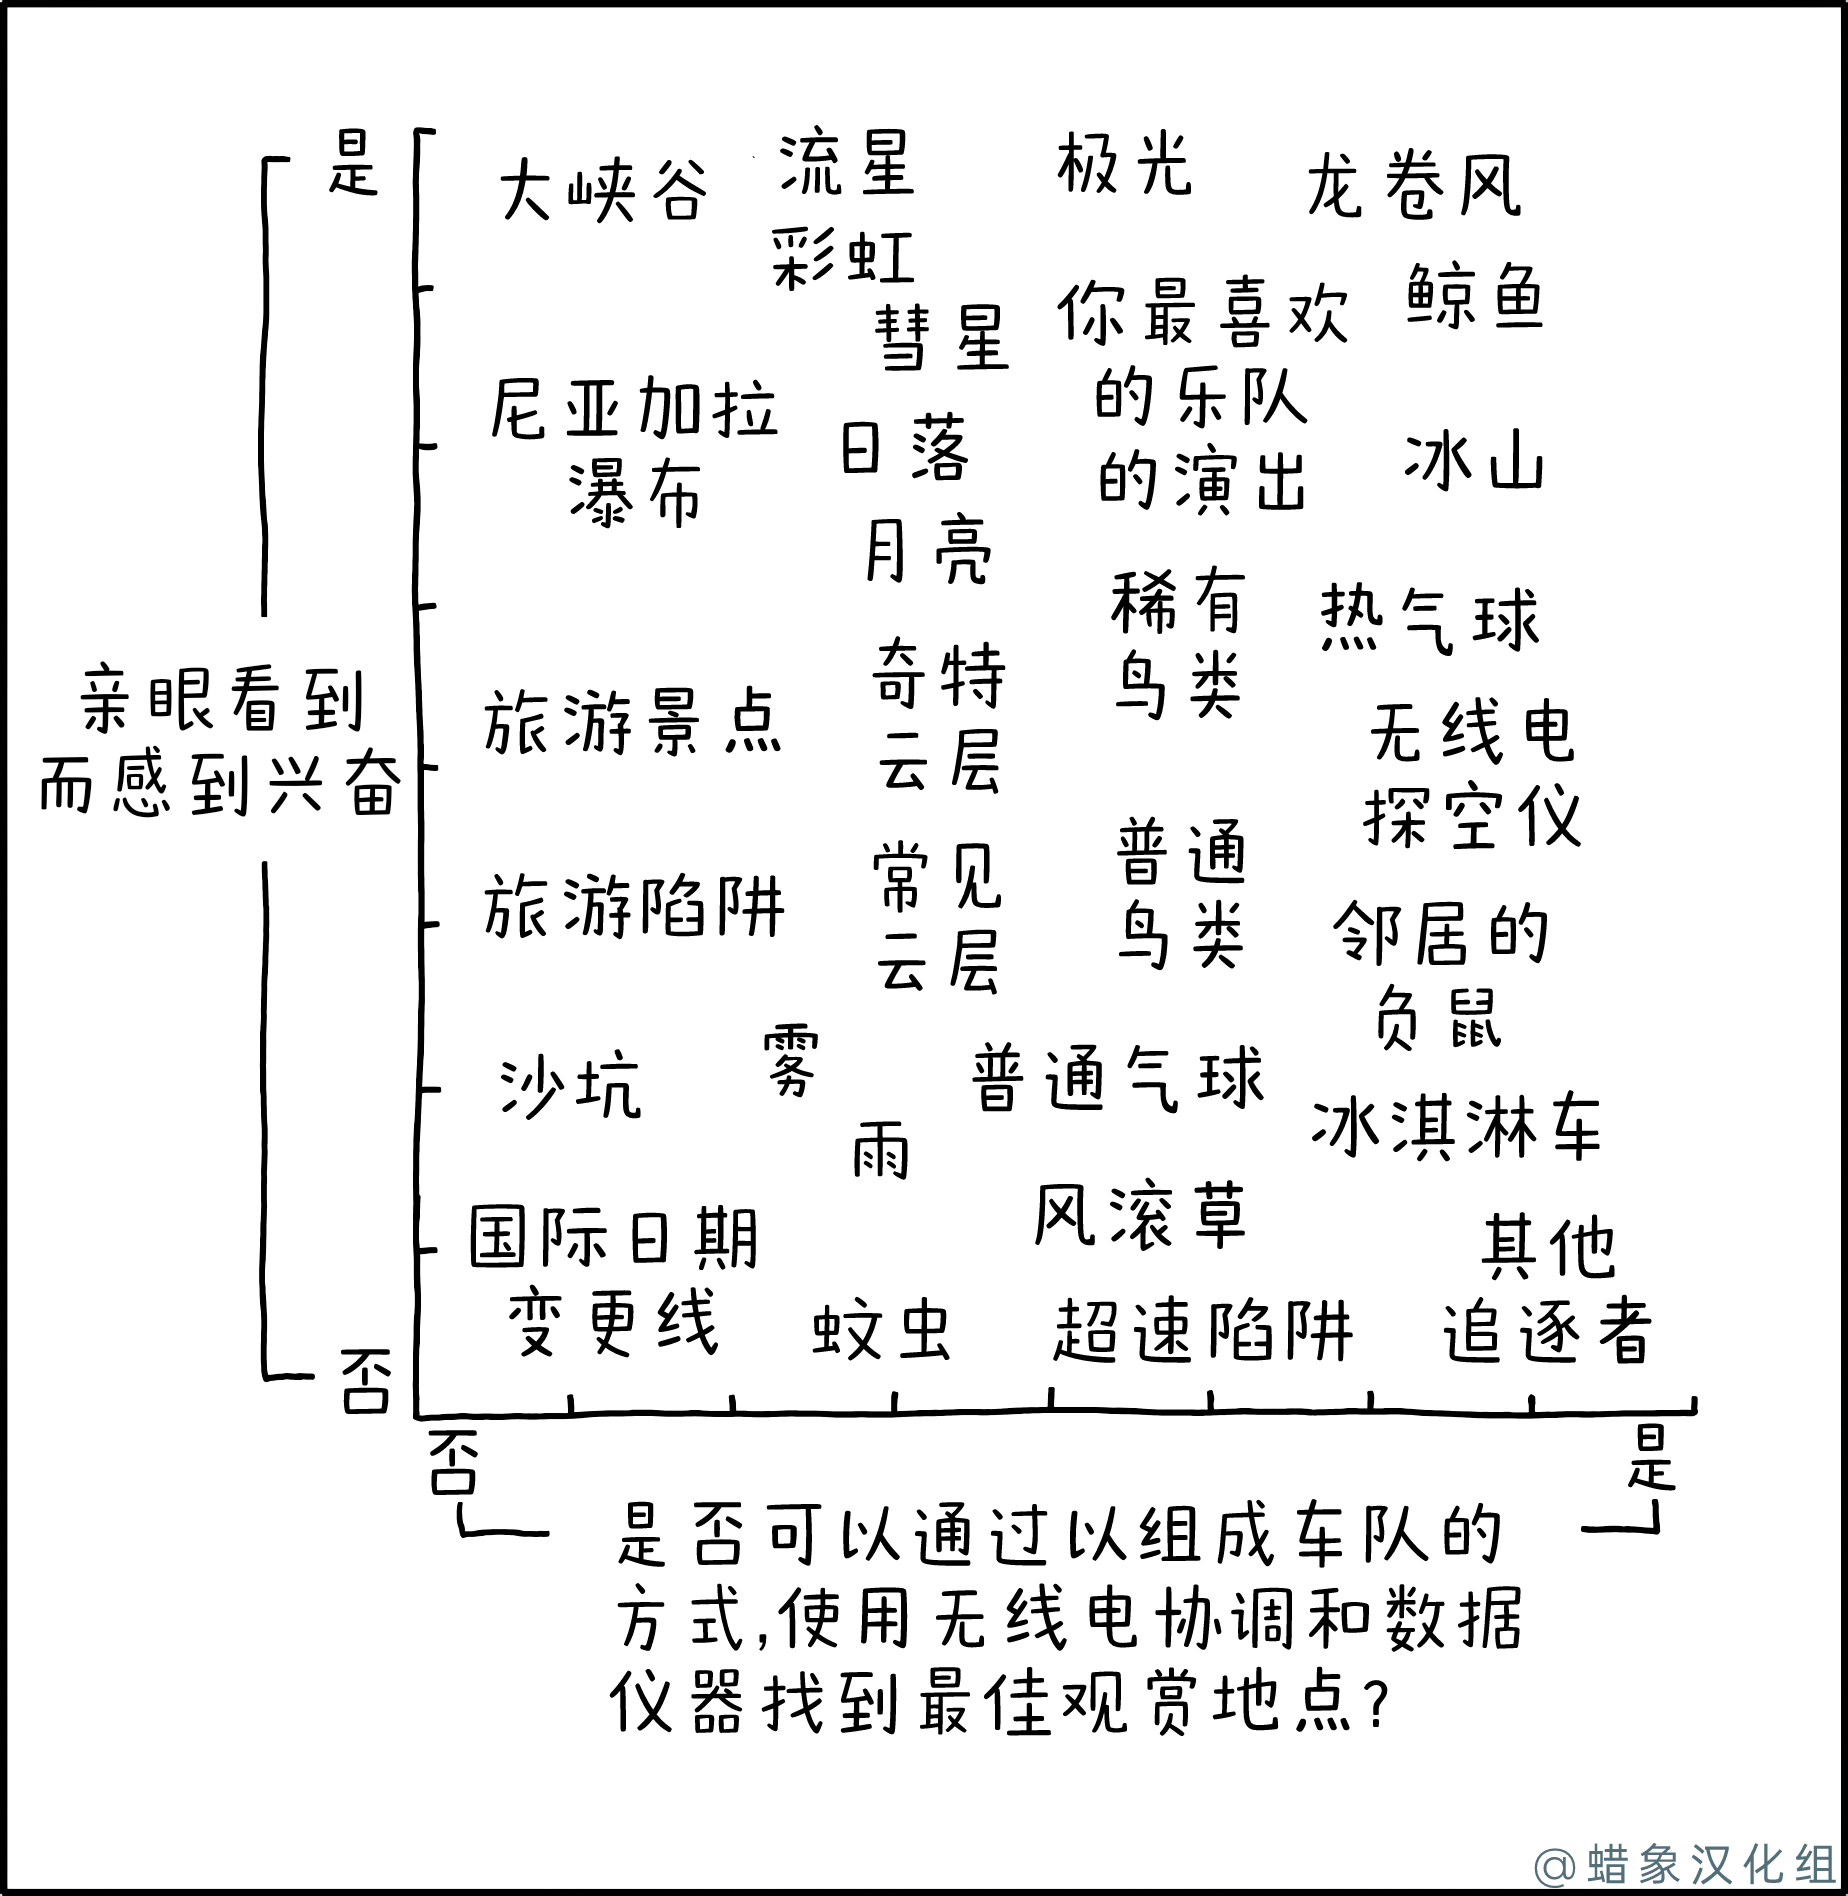 是
大峡谷
流星
极光
龙卷风
彩虹
彗星
你最喜欢
的乐队
的演出
鲸鱼
尼亚加拉
瀑布
日落
冰山
月亮
稀有
鸟类
热气球
亲眼看到
而感到兴奋
旅游景点
奇特
云层
无线电
探空仪
旅游陷阱
常见
云层
普通
鸟类
邻居的
负鼠
沙坑
雾
普通气球
冰淇淋车
雨
国际日期
变更线
风滚草
其他
追逐者
蚊虫
超速陷阱
否
否
是
是否可以通过以组成车队的
方式,使用无线电协调和数据
仪器找到最佳观赏地点?
@蜡象汉化组